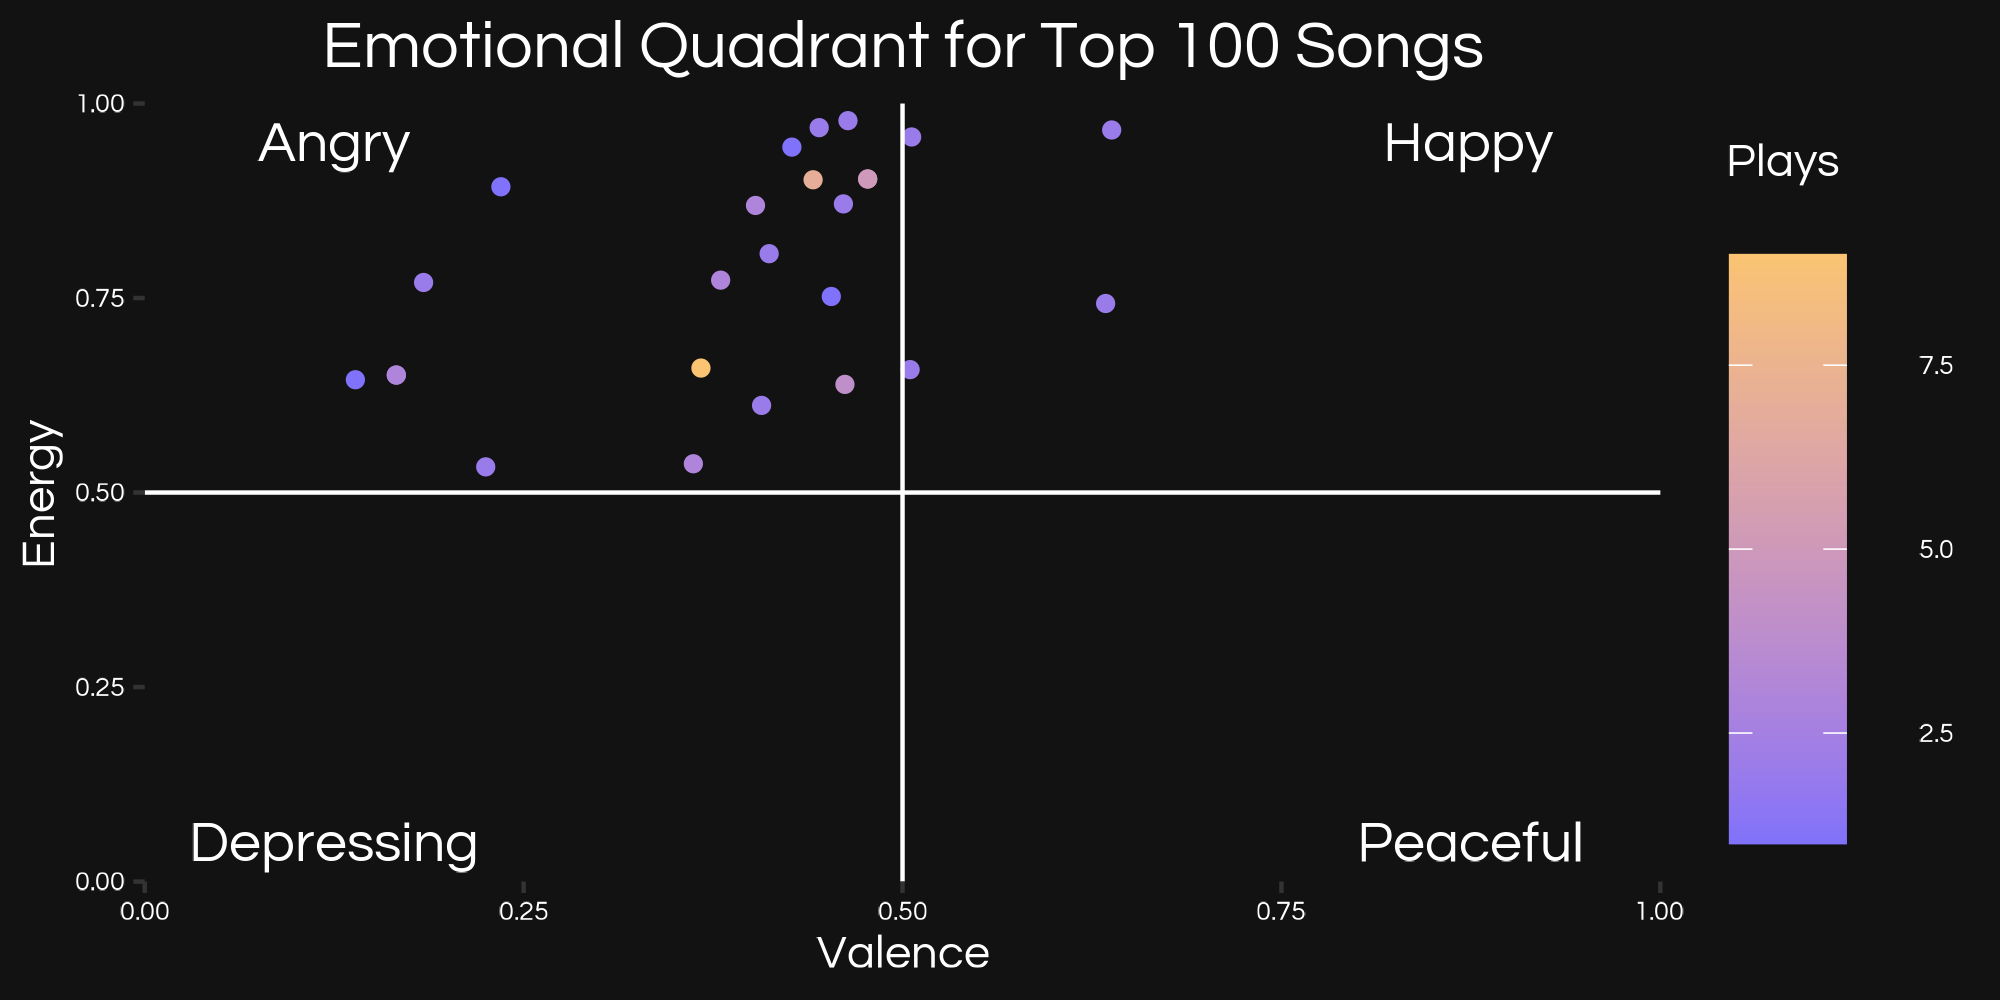 Emotional Quadrant for Top 100 Songs
1.00
Angry
Happy
Plays
0.75
7.5
Energy
0.50
5.0
0.25
2.5
Depressing
Peaceful
0.00
0.00 0.25 0.50 0.75 1.00
Valence